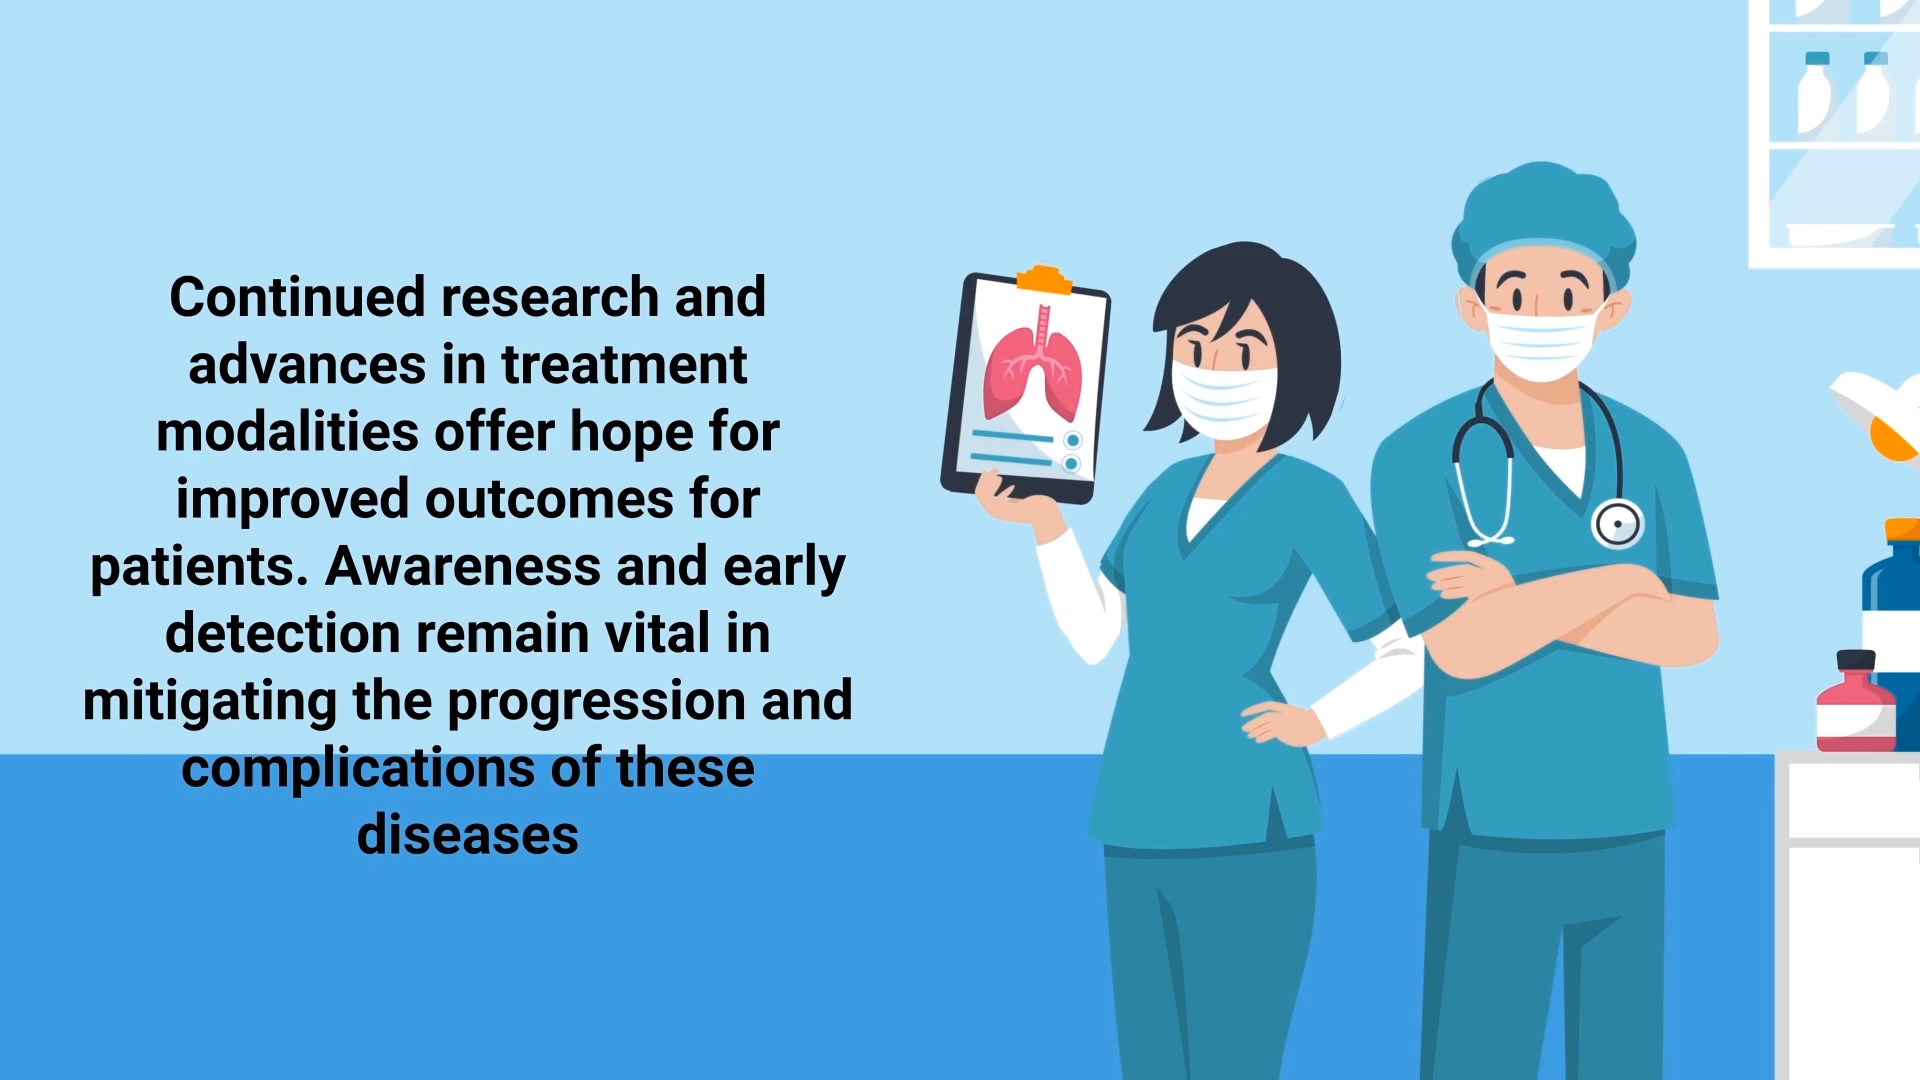 Continued research and
advances in treatment
modalities offer hope for
improved outcomes for
patients. Awareness and early
detection remain vital in
mitigating the progression and
complications of these
diseases